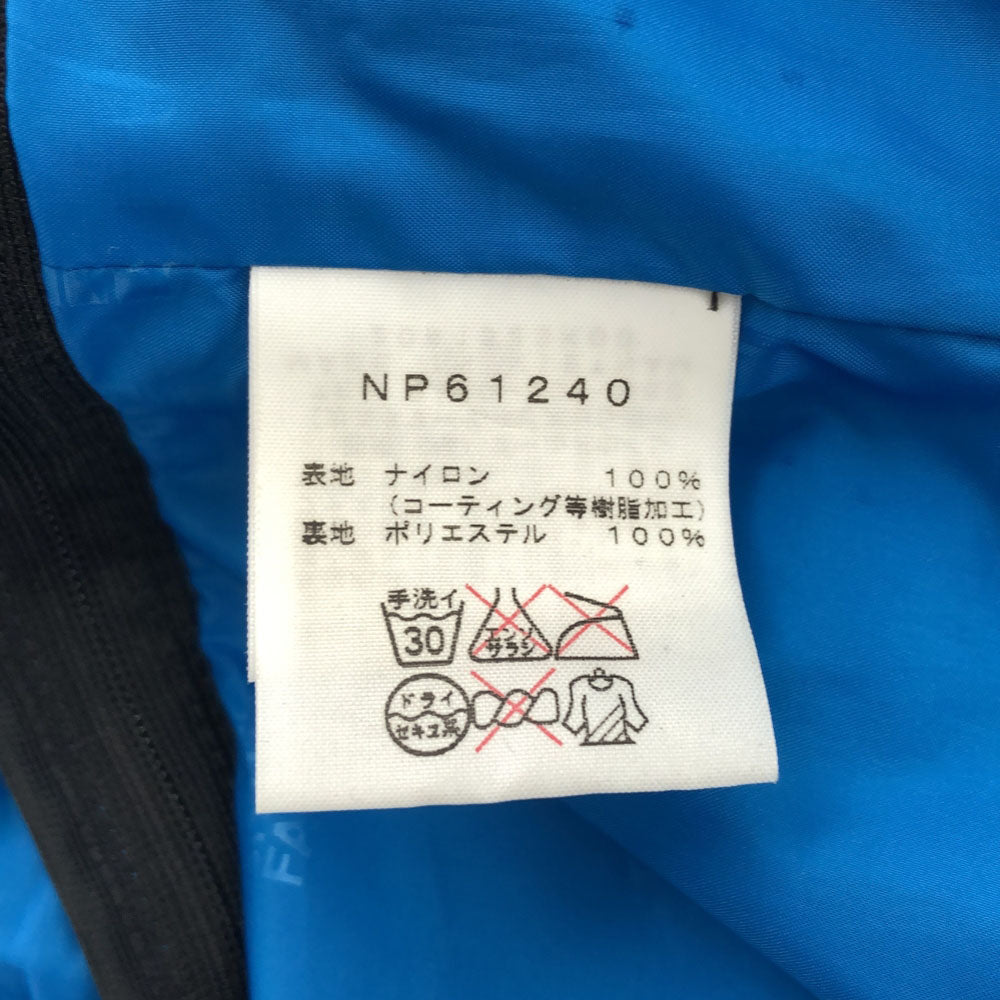 NP61240
表地 ナイロン 100%
(コーティング等樹脂加工)
裏地 ポリエステル 100%
手洗イ
30
エンソ
サラシ
ドライ
セキユ系
FA